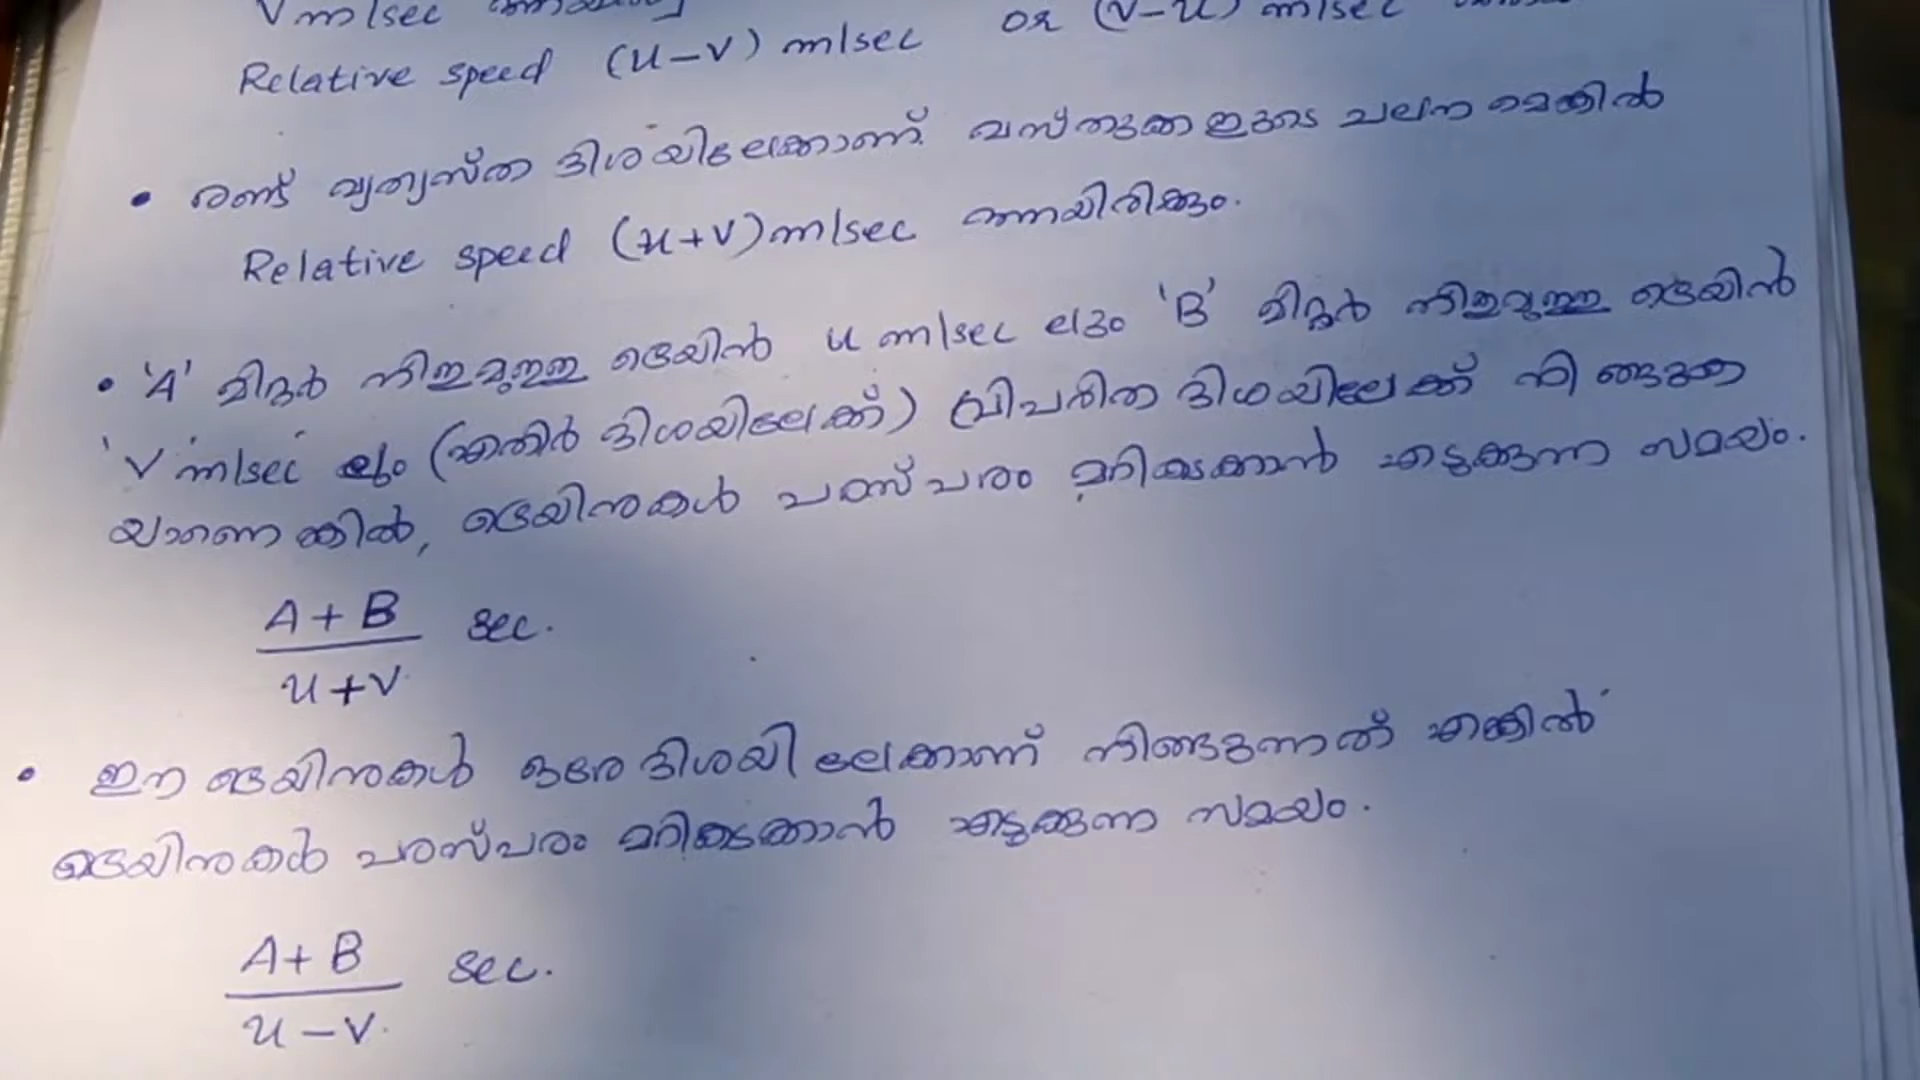 V m/sec
Relative speed (u-v) m/sec or (v-u) m/sec
• രണ്ട് വ്യത്യസ്ത ദിശയിലേക്കാണ് വസ്തുക്കളുടെ ചലനമെങ്കിൽ
Relative speed (u+v) m/sec ആയിരിക്കും.
• 'A' മീറ്റർ നീളമുള്ള ട്രെയിൻ u m/sec ലും 'B' മീറ്റർ നീളമുള്ള ട്രെയിൻ
'V' m/sec ലും (എതിർ ദിശയിലേക്ക്) വിപരീത ദിശയിലേക്ക് നീങ്ങുക
യാണെങ്കിൽ, ട്രെയിനുകൾ പരസ്പരം മറികടക്കാൻ എടുക്കുന്ന സമയം.
A+B
sec.
u+v.
• ഈ ട്രെയിനുകൾ ഒരേ ദിശയിലേക്കാണ് നീങ്ങുന്നത് എങ്കിൽ
ട്രെയിനുകൾ പരസ്പരം മറികടക്കാൻ എടുക്കുന്ന സമയം.
A+B
sec.
u-v.